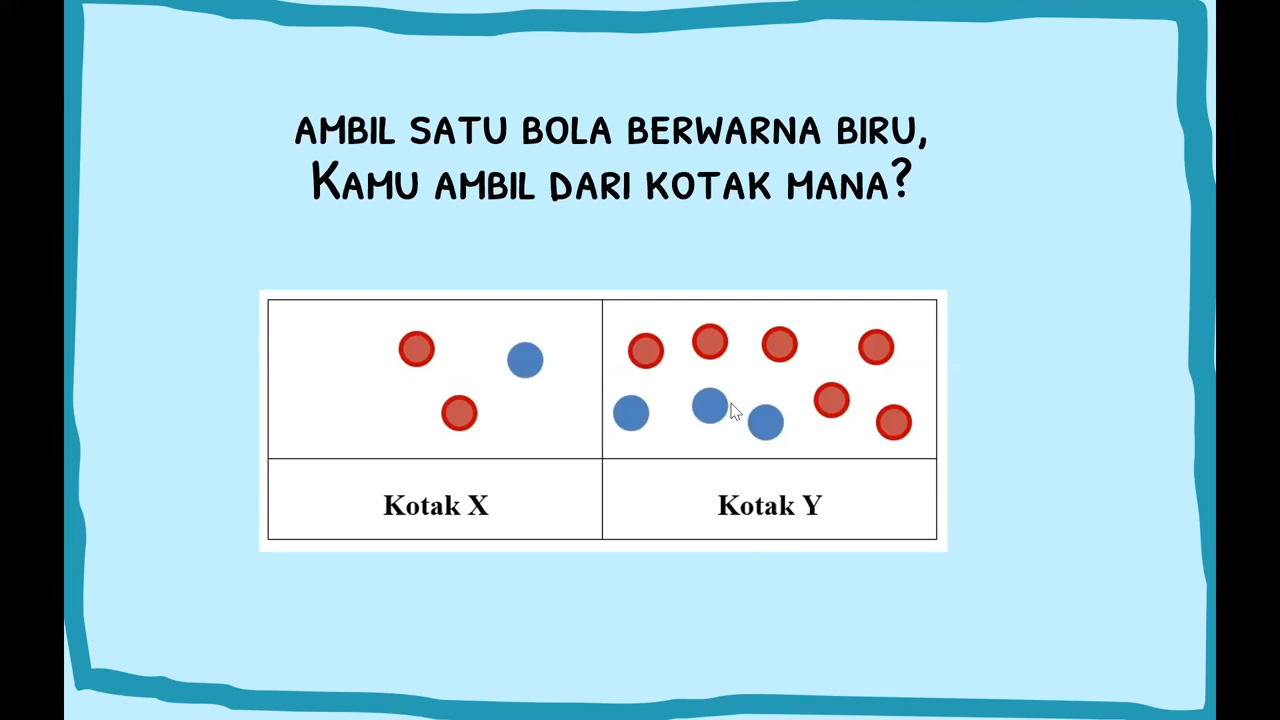 AMBIL SATU BOLA BERWARNA BIRU,
KAMU AMBIL DARI KOTAK MANA?
Kotak X
Kotak Y